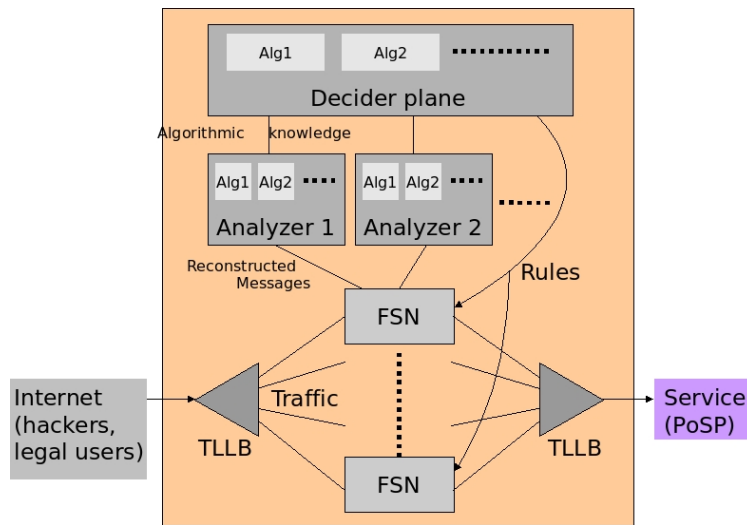 Alg1
Alg2
Decider plane
Algorithmic knowledge
Alg1
Alg2
Analyzer 1
Alg1
Alg2
Analyzer 2
Reconstructed
Messages
Rules
FSN
Internet
(hackers,
legal users)
Traffic
TLLB
TLLB
Service
(PoSP)
FSN